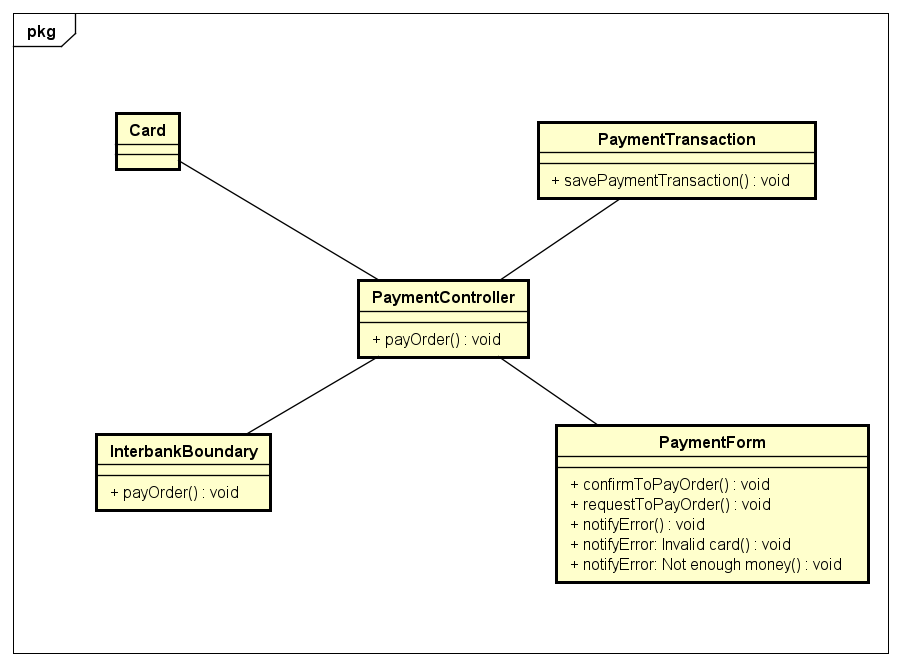 pkg
Card
PaymentTransaction
+ savePaymentTransaction() : void
PaymentController
+ payOrder() : void
InterbankBoundary
+ payOrder() : void
PaymentForm
+ confirmToPayOrder() : void
+ requestToPayOrder() : void
+ notifyError() : void
+ notifyError: Invalid card() : void
+ notifyError: Not enough money() : void